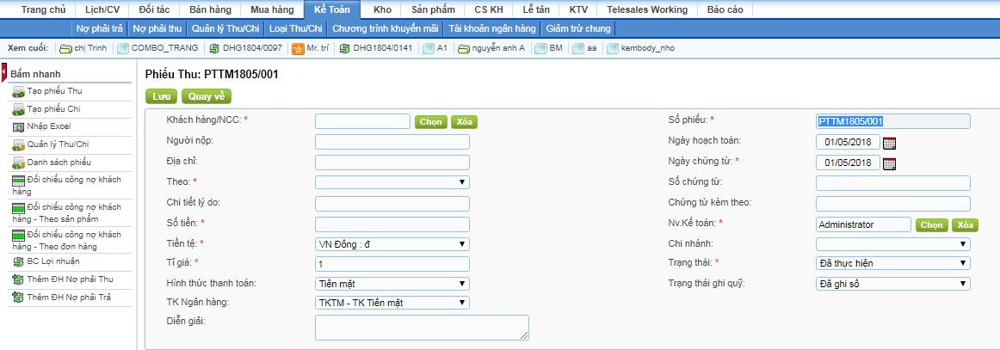 Trang chủ Lịch/CV Đối tác Bán hàng Mua hàng Kế Toán Kho Sản phẩm CS KH Lễ tân KTV Telesales Working Báo cáo
Nợ phải trả Nợ phải thu Quản lý Thu/Chi Loại Thu/Chi Chương trình khuyến mãi Tài khoản ngân hàng Giảm trừ chung
Xem cuối: chị Trinh COMBO_TRANG DHG1804/0097 Mr. trí DHG1804/0141 A1 nguyễn anh A BM aa kembody_nho
Bấm nhanh
Tạo phiếu Thu
Tạo phiếu Chi
Nhập Excel
Quản lý Thu/Chi
Danh sách phiếu
Đối chiếu công nợ khách
hàng
Đối chiếu công nợ khách
hàng - Theo sản phẩm
Đối chiếu công nợ khách
hàng - Theo đơn hàng
BC Lợi nhuận
Thêm ĐH Nợ phải Thu
Thêm ĐH Nợ phải Trả
Phiếu Thu: PTTM1805/001
Lưu Quay về
Khách hàng/NCC: * Chọn Xóa Số phiếu: * PTTM1805/001
Người nộp: Ngày hoạch toán: 01/05/2018
Địa chỉ: Ngày chứng từ: * 01/05/2018
Theo: * Số chứng từ:
Chi tiết lý do: Chứng từ kèm theo:
Số tiền: * Nv.Kế toán: * Administrator Chọn Xóa
Tiền tệ: * VN Đồng : đ Chi nhánh:
Tỉ giá: * 1 Trạng thái: * Đã thực hiện
Hình thức thanh toán: Tiền mặt Trạng thái ghi quỹ: Đã ghi sổ
TK Ngân hàng: TKTM - TK Tiền mặt
Diễn giải: